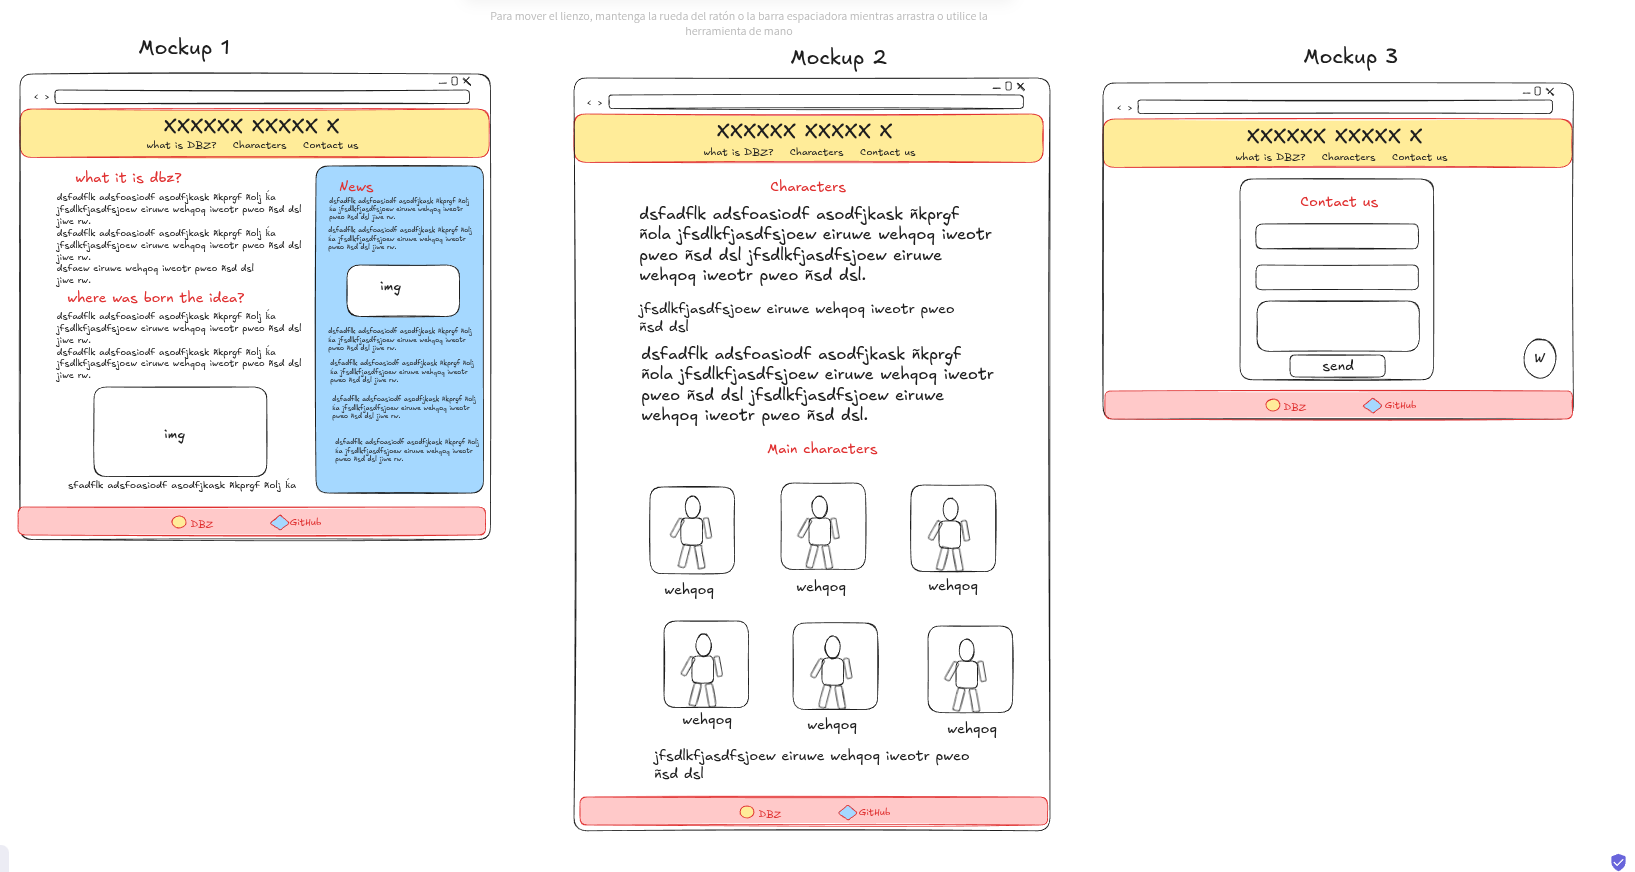 Para mover el lienzo, mantenga la rueda del ratón o la barra espaciadora mientras arrastra o utilice la
herramienta de mano
Mockup 1
XXXXXX XXXXX X
what is DBZ? Characters Contact us
what it is dbz?
dsfadflk adsfoasiodf asodfjkask ñkprgf ñolj ḱa
jfsdlkfjasdfsjoew eiruwe wehqoq iweotr pweo ñsd dsl
jiwe rw.
dsfadflk adsfoasiodf asodfjkask ñkprgf ñolj ḱa
jfsdlkfjasdfsjoew eiruwe wehqoq iweotr pweo ñsd dsl
jiwe rw.
dsfaew eiruwe wehqoq iweotr pweo ñsd dsl
jiwe rw.
where was born the idea?
dsfadflk adsfoasiodf asodfjkask ñkprgf ñolj ḱa
jfsdlkfjasdfsjoew eiruwe wehqoq iweotr pweo ñsd dsl
jiwe rw.
dsfadflk adsfoasiodf asodfjkask ñkprgf ñolj ḱa
jfsdlkfjasdfsjoew eiruwe wehqoq iweotr pweo ñsd dsl
jiwe rw.
img
sfadflk adsfoasiodf asodfjkask ñkprgf ñolj ḱa
News
dsfadflk adsfoasiodf asodfjkask ñkprgf ñolj
ḱa jfsdlkfjasdfsjoew eiruwe wehqoq iweotr
pweo ñsd dsl jiwe rw.
dsfadflk adsfoasiodf asodfjkask ñkprgf ñolj
ḱa jfsdlkfjasdfsjoew eiruwe wehqoq iweotr
pweo ñsd dsl jiwe rw.
img
dsfadflk adsfoasiodf asodfjkask ñkprgf ñolj
ḱa jfsdlkfjasdfsjoew eiruwe wehqoq iweotr
pweo ñsd dsl jiwe rw.
dsfadflk adsfoasiodf asodfjkask ñkprgf ñolj
ḱa jfsdlkfjasdfsjoew eiruwe wehqoq iweotr
pweo ñsd dsl jiwe rw.
dsfadflk adsfoasiodf asodfjkask ñkprgf ñolj
ḱa jfsdlkfjasdfsjoew eiruwe wehqoq iweotr
pweo ñsd dsl jiwe rw.
dsfadflk adsfoasiodf asodfjkask ñkprgf ñolj
ḱa jfsdlkfjasdfsjoew eiruwe wehqoq iweotr
pweo ñsd dsl jiwe rw.
DBZ GitHub
Mockup 2
XXXXXX XXXXX X
what is DBZ? Characters Contact us
Characters
dsfadflk adsfoasiodf asodfjkask ñkprgf
ñola jfsdlkfjasdfsjoew eiruwe wehqoq iweotr
pweo ñsd dsl jfsdlkfjasdfsjoew eiruwe
wehqoq iweotr pweo ñsd dsl.
jfsdlkfjasdfsjoew eiruwe wehqoq iweotr pweo
ñsd dsl
dsfadflk adsfoasiodf asodfjkask ñkprgf
ñola jfsdlkfjasdfsjoew eiruwe wehqoq iweotr
pweo ñsd dsl jfsdlkfjasdfsjoew eiruwe
wehqoq iweotr pweo ñsd dsl.
Main characters
wehqoq wehqoq wehqoq
wehqoq wehqoq wehqoq
jfsdlkfjasdfsjoew eiruwe wehqoq iweotr pweo
ñsd dsl
DBZ GitHub
Mockup 3
XXXXXX XXXXX X
what is DBZ? Characters Contact us
Contact us
send
W
DBZ GitHub